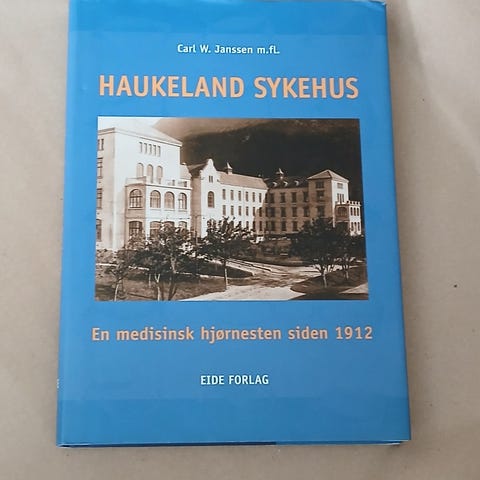 Carl W. Janssen m.fl.
HAUKELAND SYKEHUS
En medisinsk hjørnesten siden 1912
EIDE FORLAG